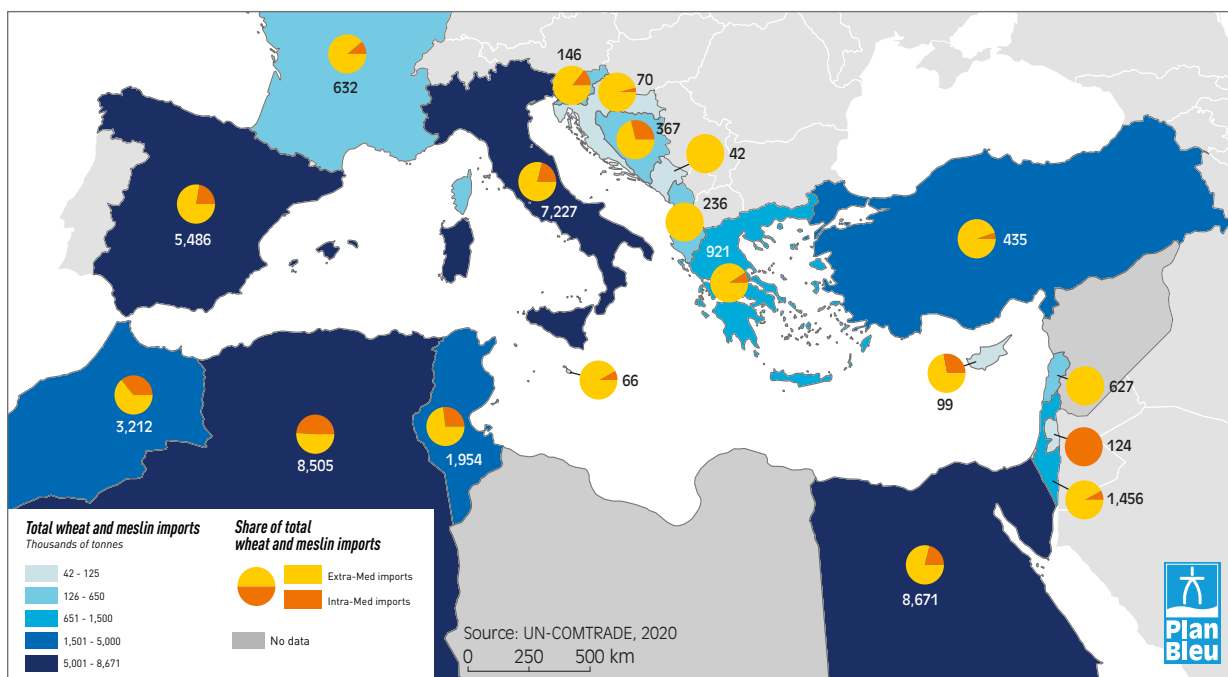 146
70
632
367
42
7,227
236
5,486
921
435
66
99
627
3,212
8,505
1,954
124
1,456
8,671
Total wheat and meslin imports
Thousands of tonnes
42 - 125
126 - 650
651 - 1,500
1,501 - 5,000
5,001 - 8,671
Share of total
wheat and meslin imports
Extra-Med imports
Intra-Med imports
No data
Source: UN-COMTRADE, 2020
0 250 500 km
Plan
Bleu